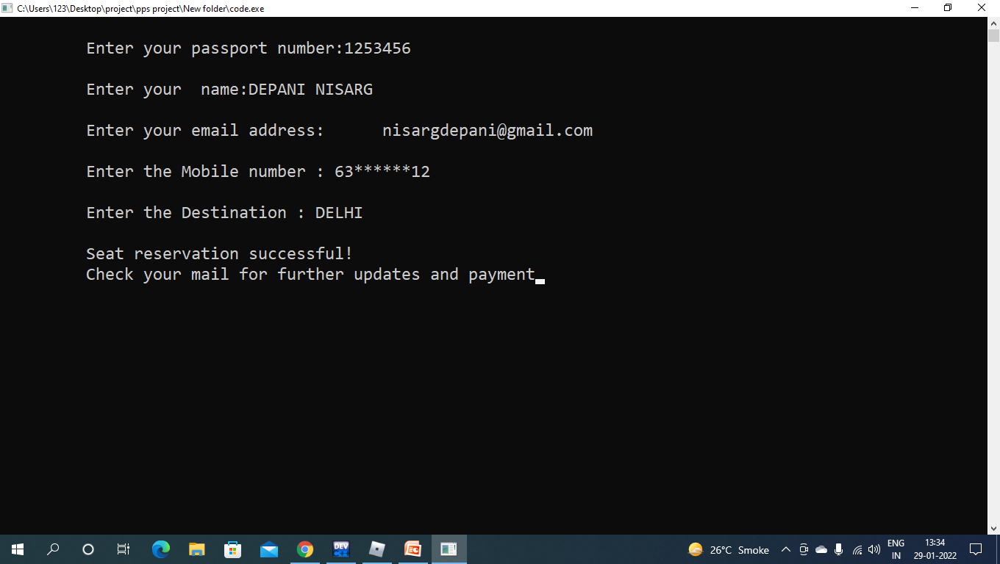 C:\Users\123\Desktop\project\pps project\New folder\code.exe
Enter your passport number:1253456
Enter your  name:DEPANI NISARG
Enter your email address:      nisargdepani@gmail.com
Enter the Mobile number : 63******12
Enter the Destination : DELHI
Seat reservation successful!
Check your mail for further updates and payment
DEV
26°C Smoke
ENG
IN
13:34
29-01-2022